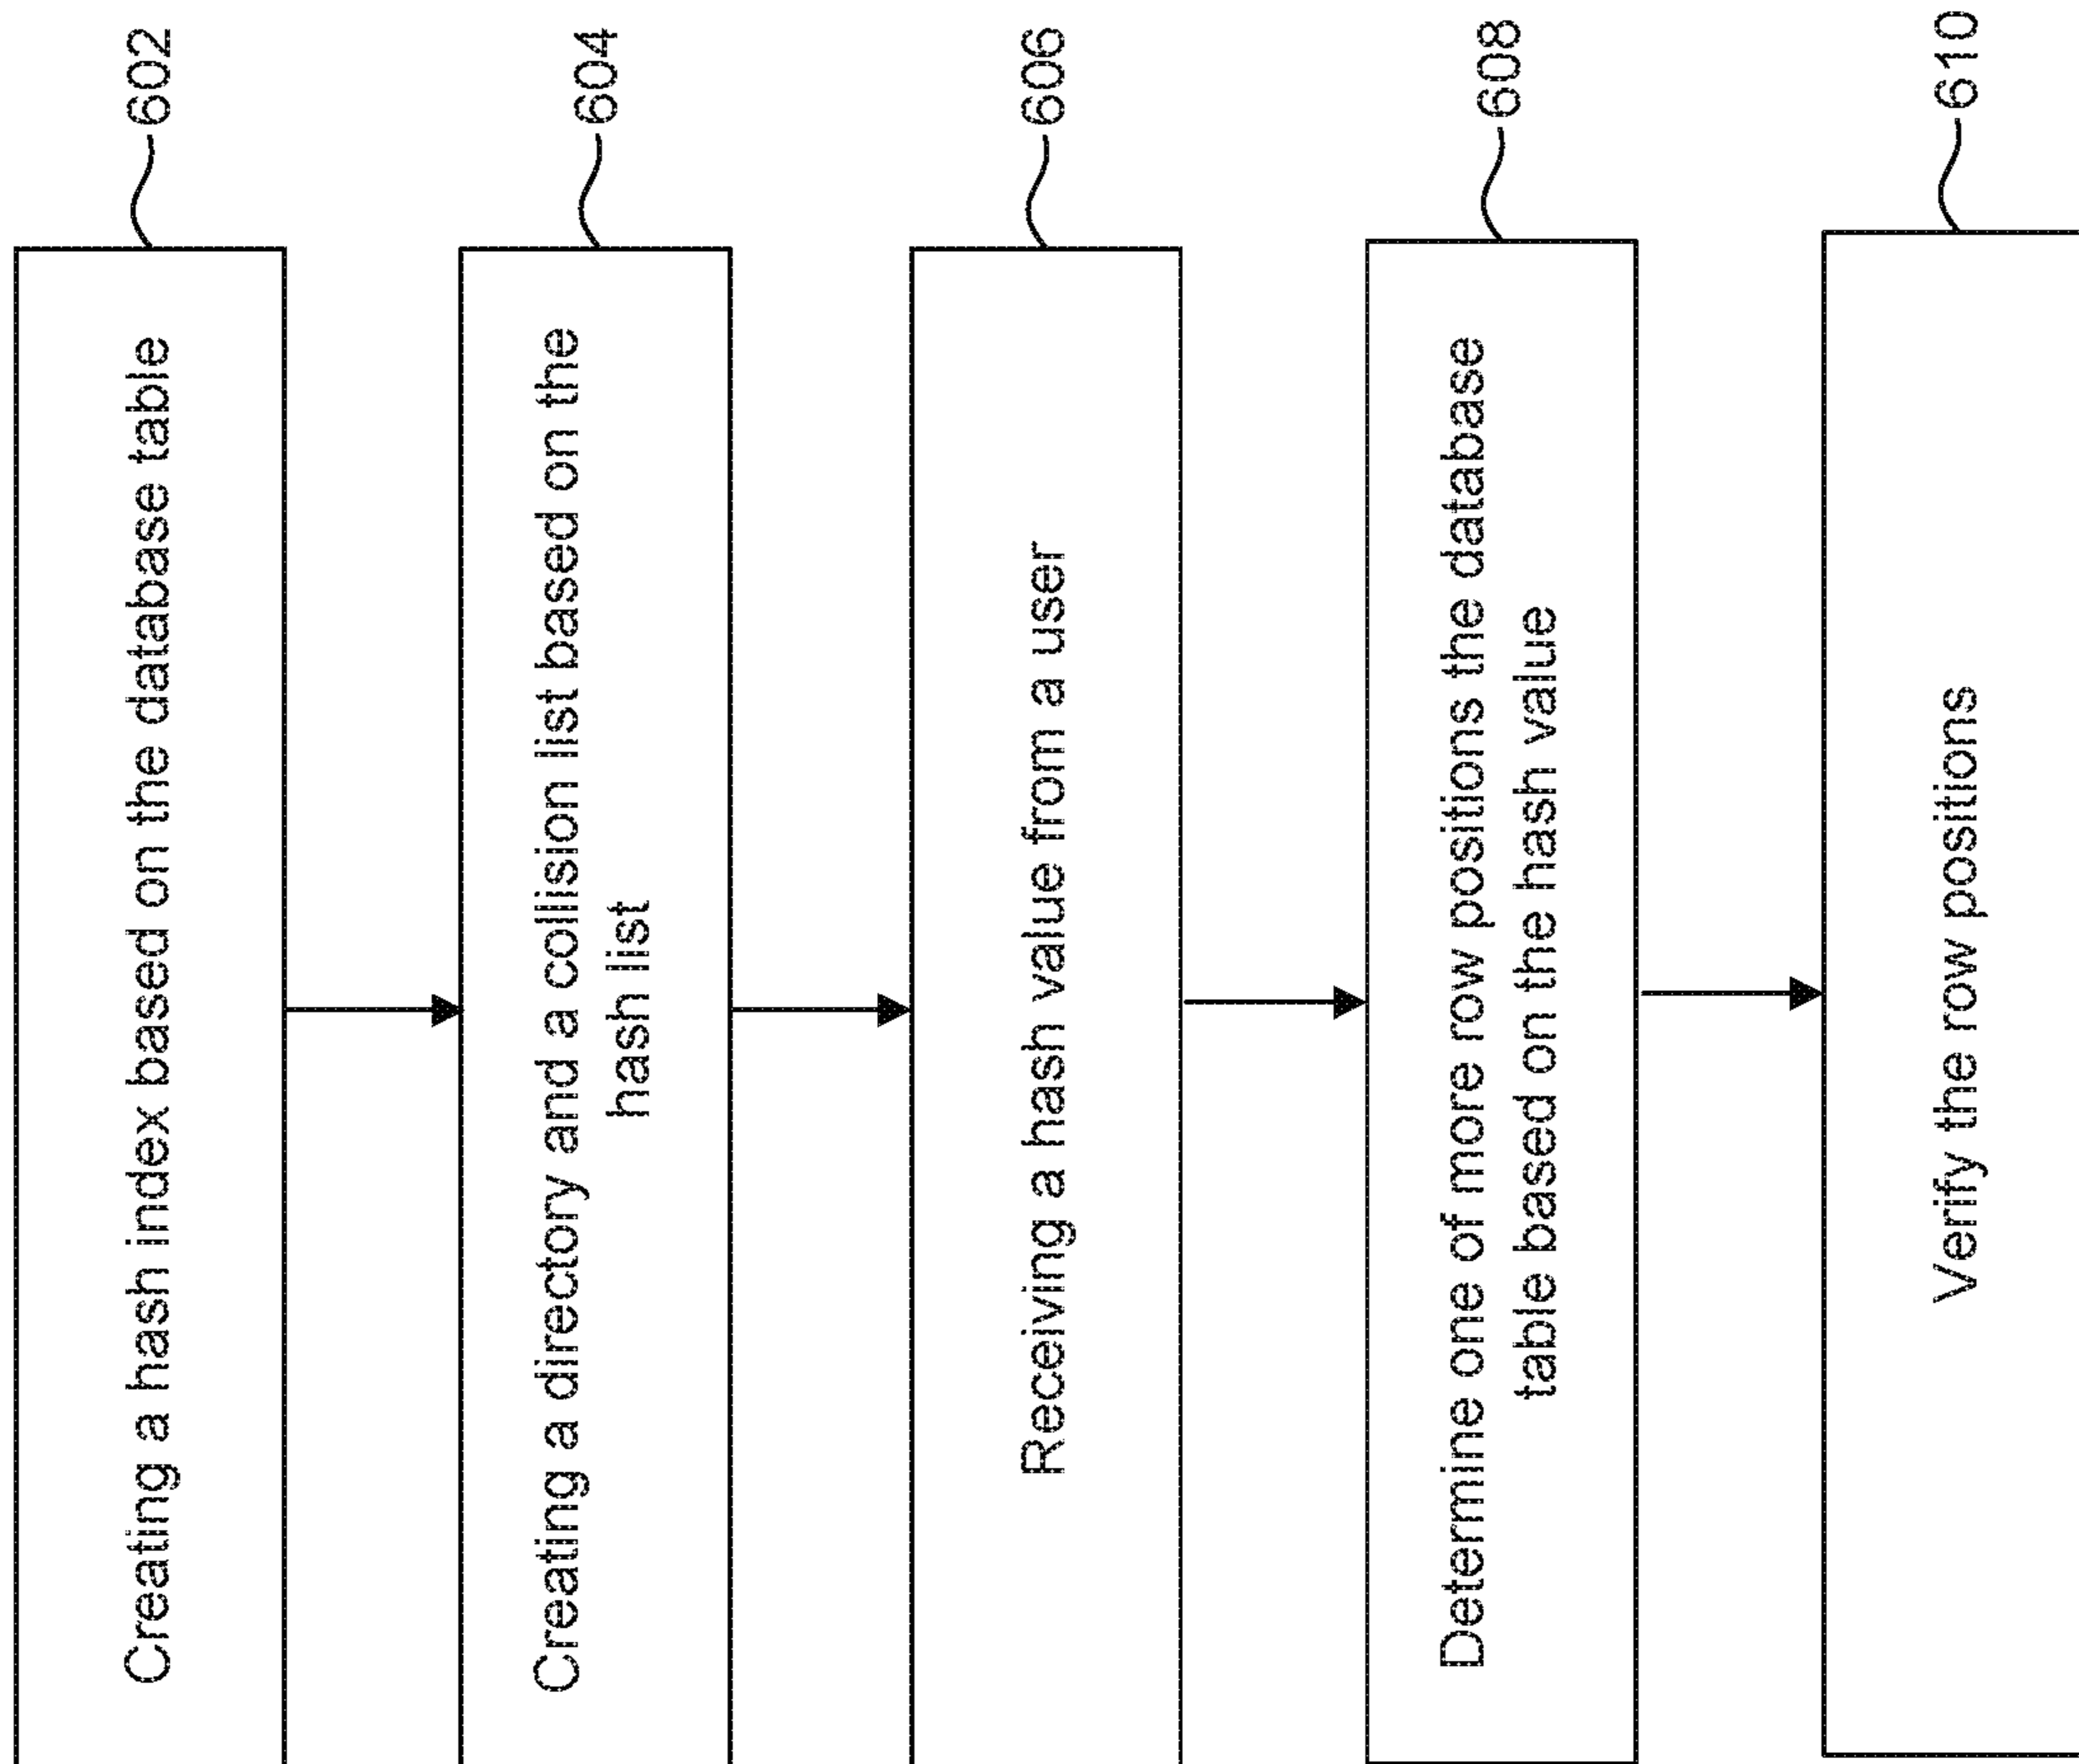 Creating a hash index based on the database table
602
Creating a directory and a collision list based on the
hash list
604
Receiving a hash value from a user
606
Determine one of more row positions the database
table based on the hash value
608
Verify the row positions
610